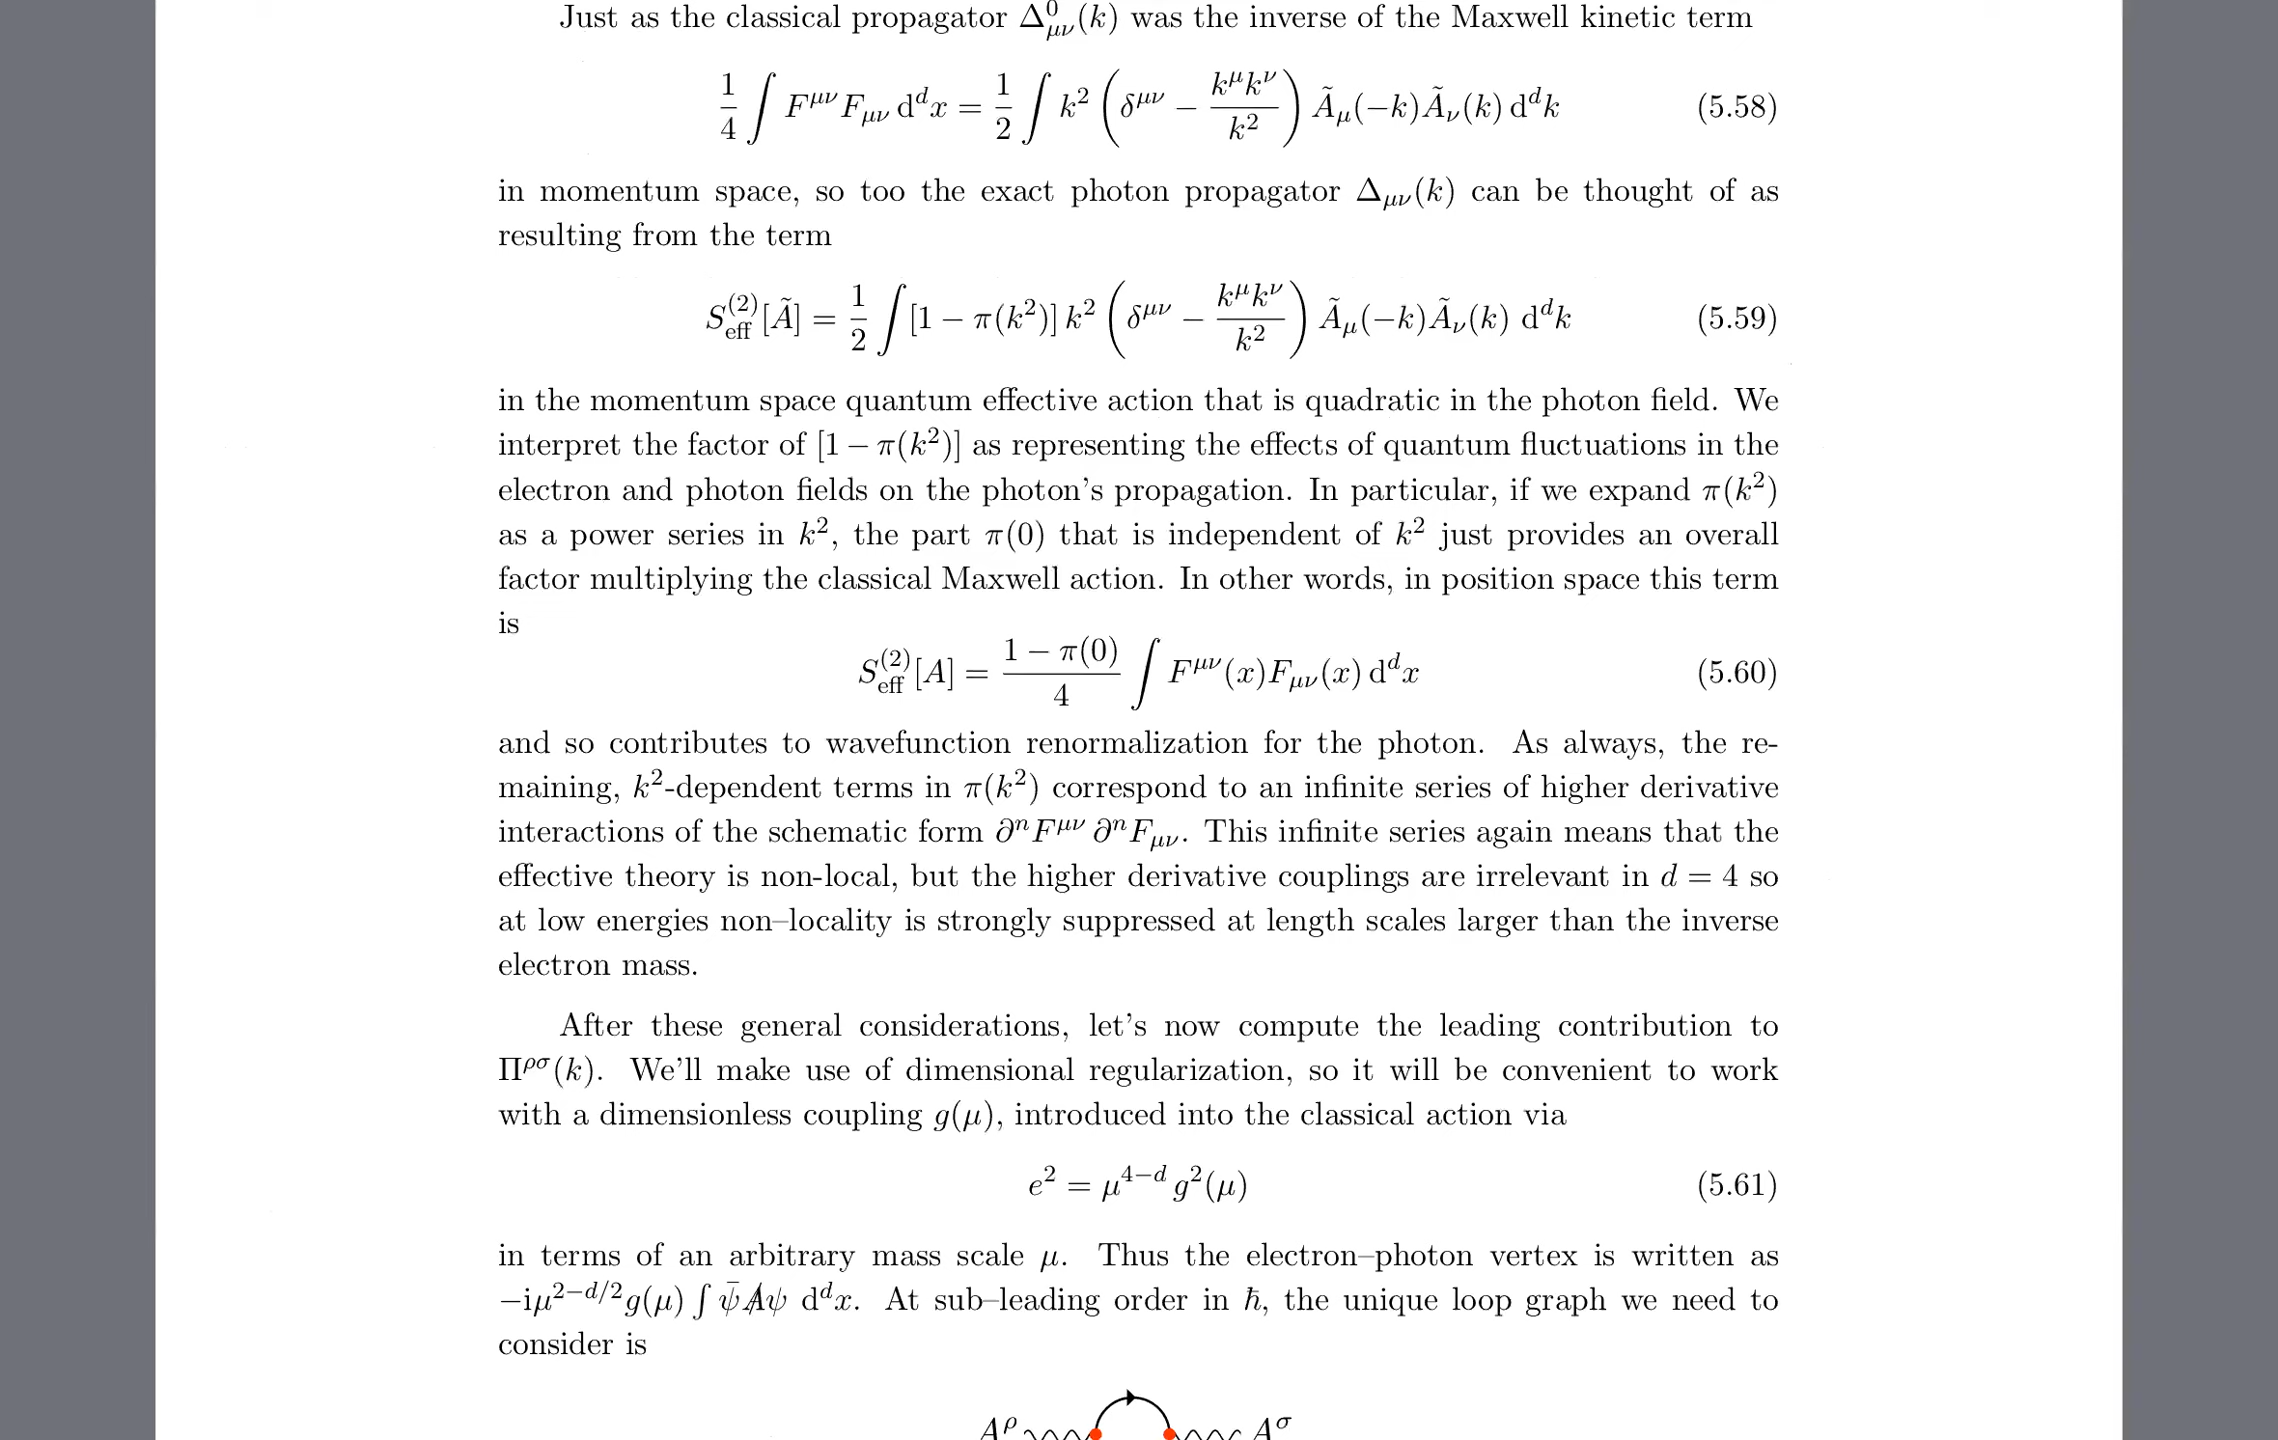 Just as the classical propagator Δ⁰_μν(k) was the inverse of the Maxwell kinetic term
1/4 ∫ F^μν F_μν d^d x = 1/2 ∫ k² (δ^μν − k^μ k^ν / k²) Ã_μ(−k) Ã_ν(k) d^d k (5.58)
in momentum space, so too the exact photon propagator Δ_μν(k) can be thought of as
resulting from the term
S_eff^(2)[Ã] = 1/2 ∫ [1 − π(k²)] k² (δ^μν − k^μ k^ν / k²) Ã_μ(−k) Ã_ν(k) d^d k (5.59)
in the momentum space quantum effective action that is quadratic in the photon field. We
interpret the factor of [1 − π(k²)] as representing the effects of quantum fluctuations in the
electron and photon fields on the photon's propagation. In particular, if we expand π(k²)
as a power series in k², the part π(0) that is independent of k² just provides an overall
factor multiplying the classical Maxwell action. In other words, in position space this term
is
S_eff^(2)[A] = (1 − π(0))/4 ∫ F^μν(x) F_μν(x) d^d x (5.60)
and so contributes to wavefunction renormalization for the photon. As always, the re-
maining, k²-dependent terms in π(k²) correspond to an infinite series of higher derivative
interactions of the schematic form ∂^n F^μν ∂^n F_μν. This infinite series again means that the
effective theory is non-local, but the higher derivative couplings are irrelevant in d = 4 so
at low energies non–locality is strongly suppressed at length scales larger than the inverse
electron mass.
After these general considerations, let's now compute the leading contribution to
Π^ρσ(k). We'll make use of dimensional regularization, so it will be convenient to work
with a dimensionless coupling g(μ), introduced into the classical action via
e² = μ^(4−d) g²(μ) (5.61)
in terms of an arbitrary mass scale μ. Thus the electron–photon vertex is written as
−iμ^(2−d/2) g(μ) ∫ ψ̄A̸ψ d^d x. At sub–leading order in ħ, the unique loop graph we need to
consider is
A^ρ A^σ